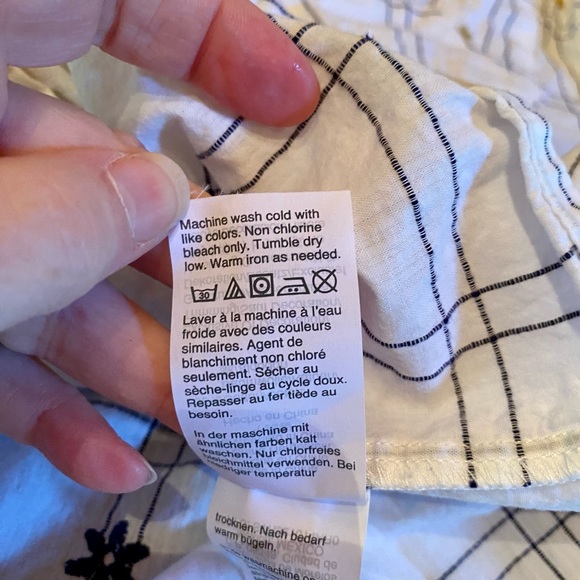 Machine wash cold with
like colors. Non chlorine
bleach only. Tumble dry
low. Warm iron as needed.
30
Laver à la machine à l'eau
froide avec des couleurs
similaires. Agent de
blanchiment non chloré
seulement. Sécher au
sèche-linge au cycle doux.
Repasser au fer tiède au
besoin.
In der maschine mit
ähnlichen farben kalt
waschen. Nur chlorfreies
bleichmittel verwenden. Bei
niedriger temperatur
trocknen. Nach bedarf
warm bügeln.